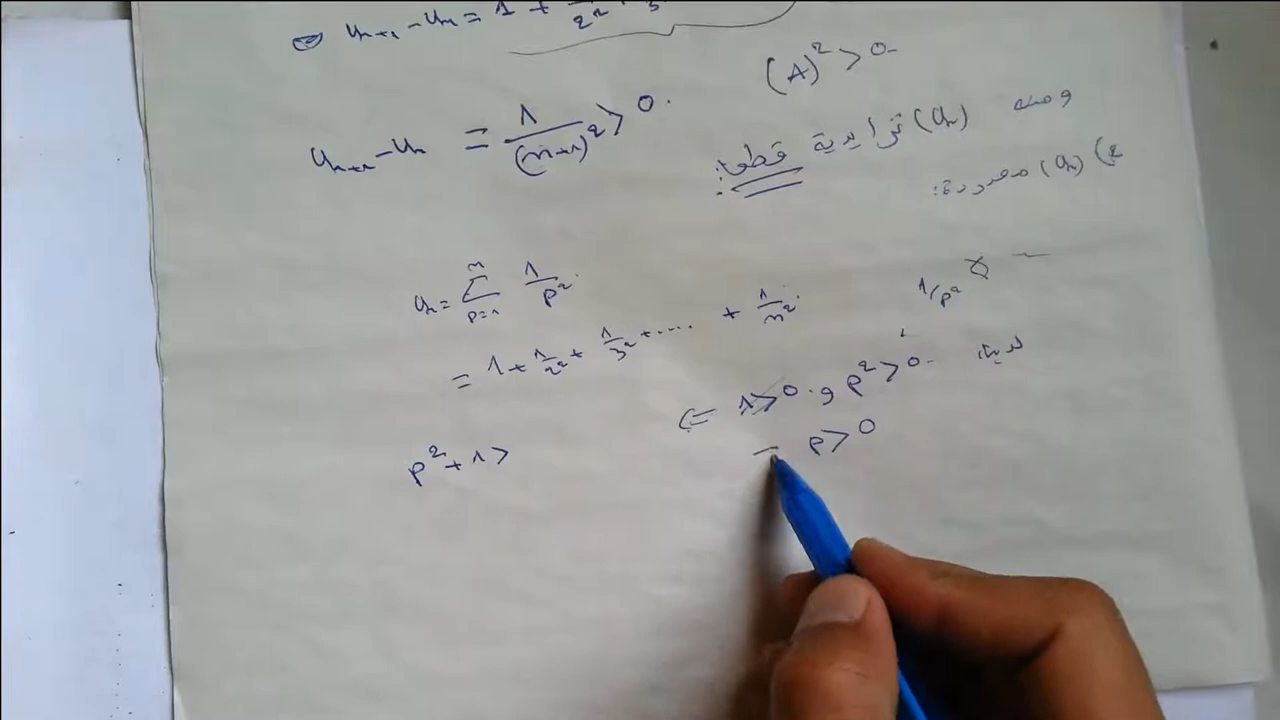 u_{n+1} - u_n = 1 + 1/2² +
(A)² > 0
u_{n+1} - u_n = 1/(n+1)² > 0.
ومنه (u_n) تزايدية قطعا:
(u_n) محدودة:
u_n = Σ_{p=1}^{n} 1/p²
1/p²
= 1 + 1/2² + 1/3² + .... + 1/n²
لدينا p² > 0 و 1 > 0 ⇐
p > 0
p² + 1 >